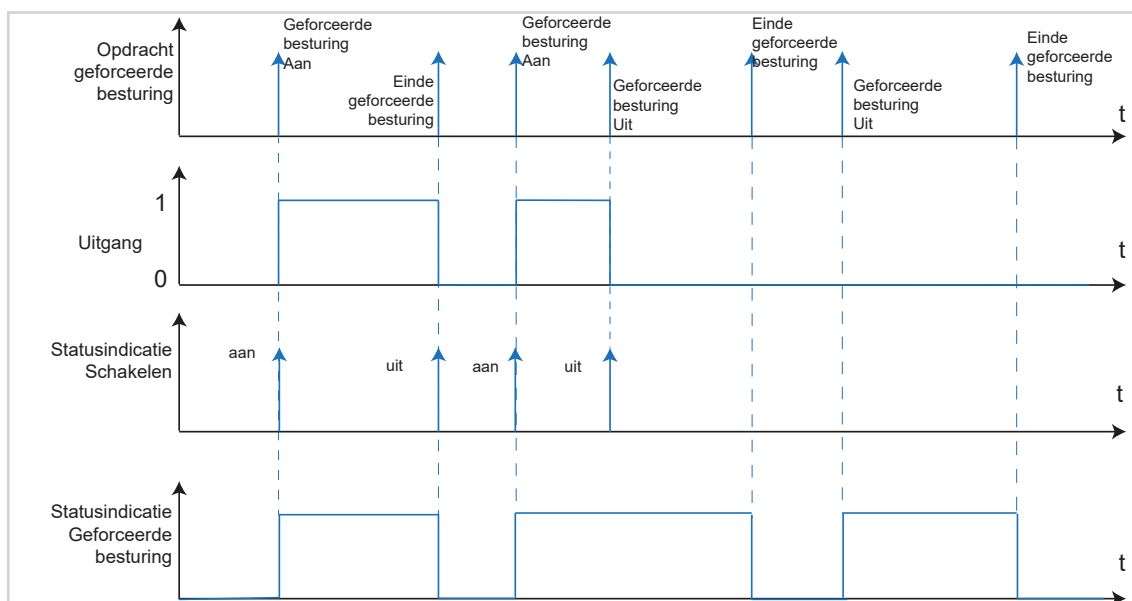 Opdracht
geforceerde
besturing
Geforceerde
besturing
Aan
Einde
geforceerde
besturing
Geforceerde
besturing
Aan
Geforceerde
besturing
Uit
Einde
geforceerde
besturing
Geforceerde
besturing
Uit
Einde
geforceerde
besturing
t
Uitgang
1
0
t
Statusindicatie
Schakelen
aan
uit
aan
uit
t
Statusindicatie
Geforceerde
besturing
t